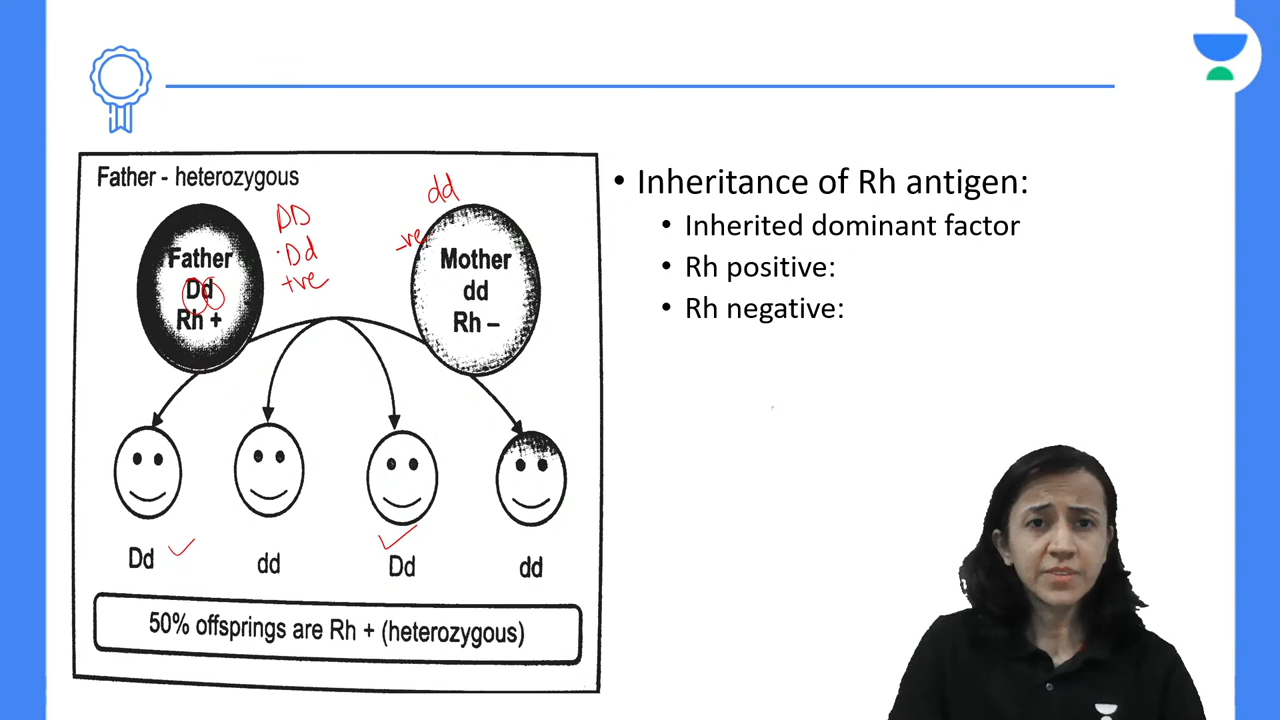 Father - heterozygous
dd
DD
Dd
+ve
-ve
Father
Dd
Rh +
Mother
dd
Rh –
Dd
dd
Dd
dd
50% offsprings are Rh + (heterozygous)
• Inheritance of Rh antigen:
• Inherited dominant factor
• Rh positive:
• Rh negative: